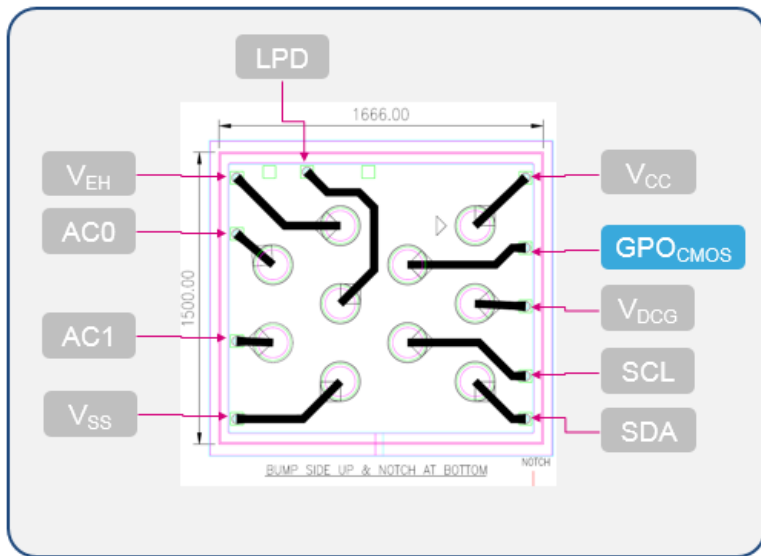 LPD
1666.00
1500.00
VEH
AC0
AC1
VSS
VCC
GPOCMOS
VDCG
SCL
SDA
BUMP SIDE UP & NOTCH AT BOTTOM
NOTCH